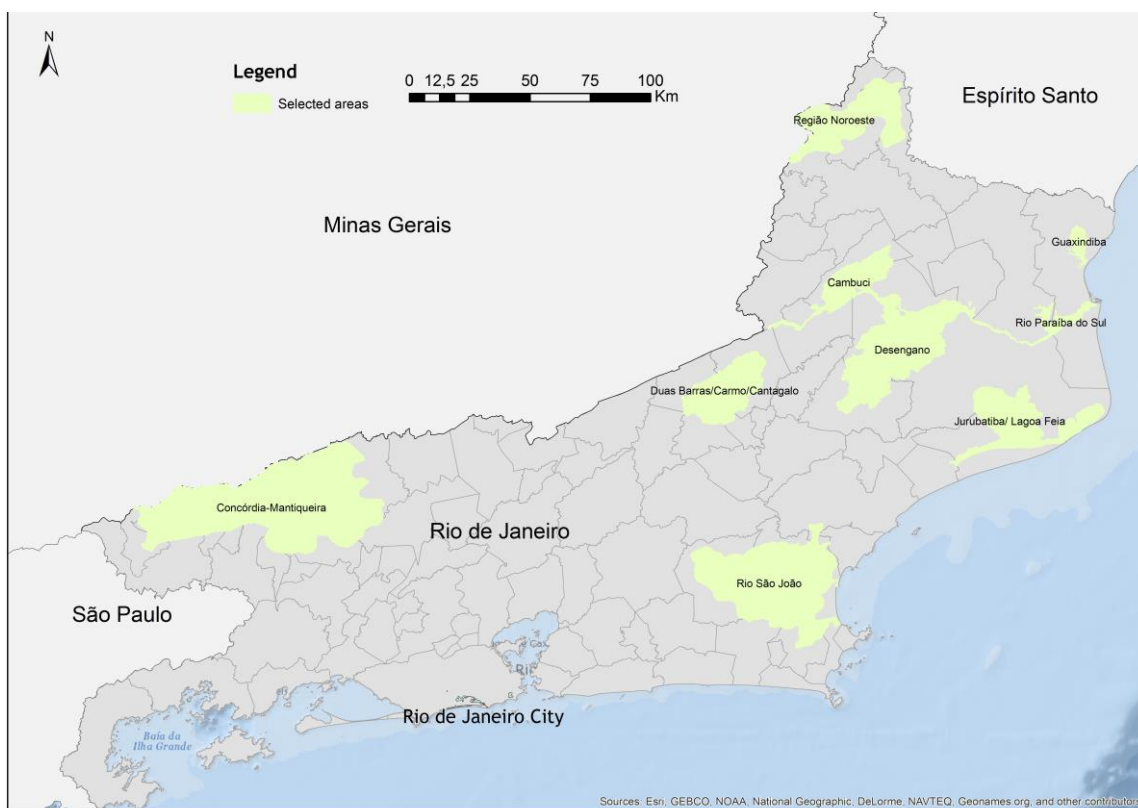 N
Legend
Selected areas
0 12,5 25 50 75 100
Km
Espírito Santo
Região Noroeste
Minas Gerais
Guaxindiba
Cambuci
Rio Paraíba do Sul
Desengano
Duas Barras/Carmo/Cantagalo
Jurubatiba/ Lagoa Feia
Concórdia-Mantiqueira
Rio de Janeiro
Rio São João
São Paulo
Rio de Janeiro City
Baía da
Ilha Grande
Sources: Esri, GEBCO, NOAA, National Geographic, DeLorme, NAVTEQ, Geonames.org, and other contributors